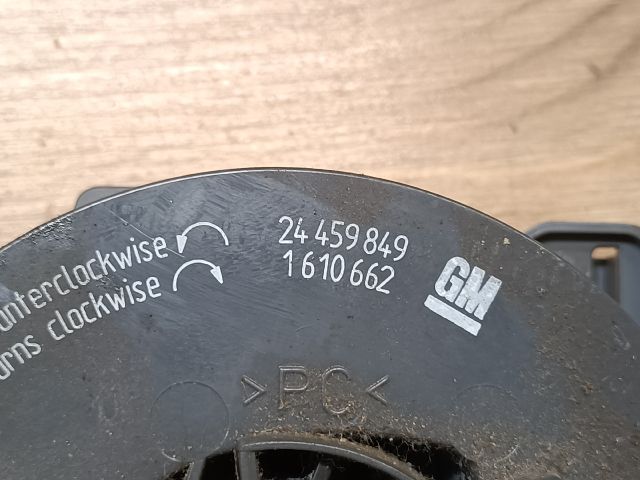 unterclockwise
urns clockwise
24 459 849
1 610 662
GM
>PC<